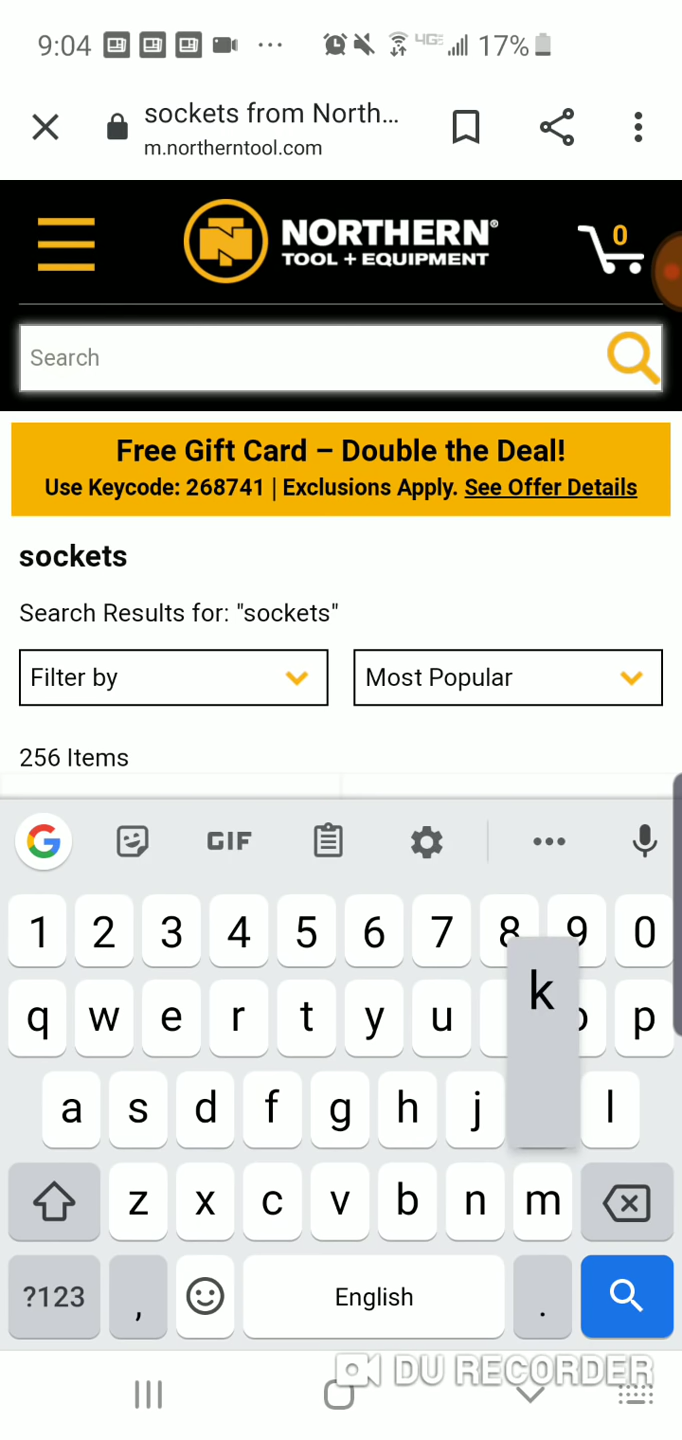 9:04 ... 4GE 17%
sockets from North...
m.northerntool.com
NORTHERN®
TOOL + EQUIPMENT
0
Search
Free Gift Card – Double the Deal!
Use Keycode: 268741 | Exclusions Apply. See Offer Details
sockets
Search Results for: "sockets"
Filter by Most Popular
256 Items
G GIF ...
1 2 3 4 5 6 7 8 9 0
q w e r t y u p
k
a s d f g h j l
z x c v b n m
?123 , English .
DU RECORDER